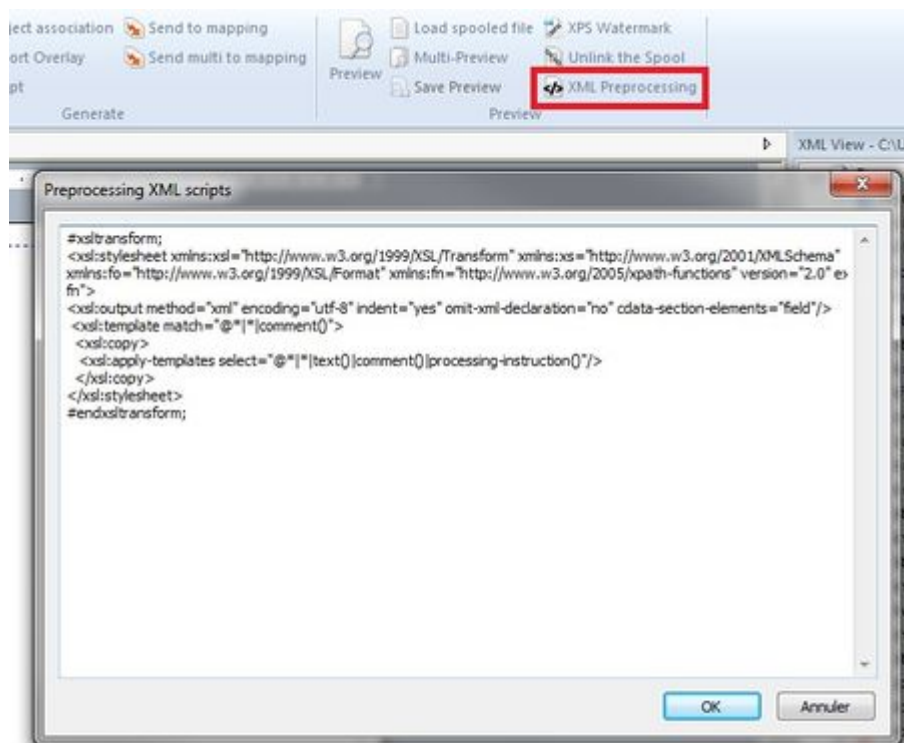 ject association Send to mapping Load spooled file XPS Watermark
ort Overlay Send multi to mapping Preview Multi-Preview Unlink the Spool
pt Save Preview </> XML Preprocessing
Generate Preview
XML View - C:\U
Preprocessing XML scripts
#xsltransform;
<xsl:stylesheet xmlns:xsl="http://www.w3.org/1999/XSL/Transform" xmlns:xs="http://www.w3.org/2001/XMLSchema"
xmlns:fo="http://www.w3.org/1999/XSL/Format" xmlns:fn="http://www.w3.org/2005/xpath-functions" version="2.0" ex
fn">
<xsl:output method="xml" encoding="utf-8" indent="yes" omit-xml-declaration="no" cdata-section-elements="field"/>
<xsl:template match="@*|*|comment()">
<xsl:copy>
<xsl:apply-templates select="@*|*|text()|comment()|processing-instruction()"/>
</xsl:copy>
</xsl:stylesheet>
#endxsltransform;
OK Annuler